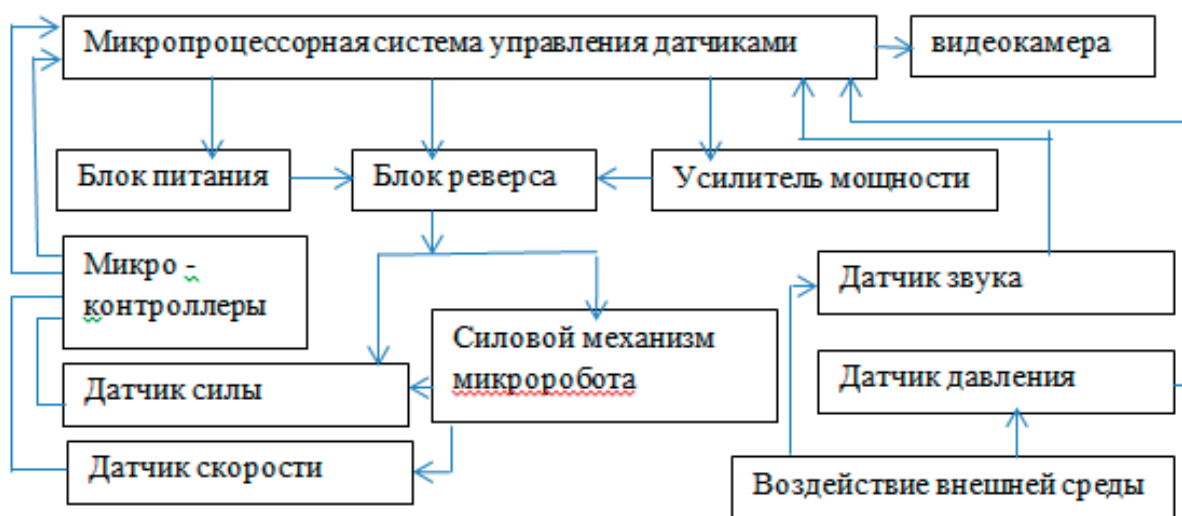 Микропроцессорная система управления датчиками
видеокамера
Блок питания
Блок реверса
Усилитель мощности
Микро -
контроллеры
Датчик звука
Силовой механизм
микроробота
Датчик силы
Датчик давления
Датчик скорости
Воздействие внешней среды